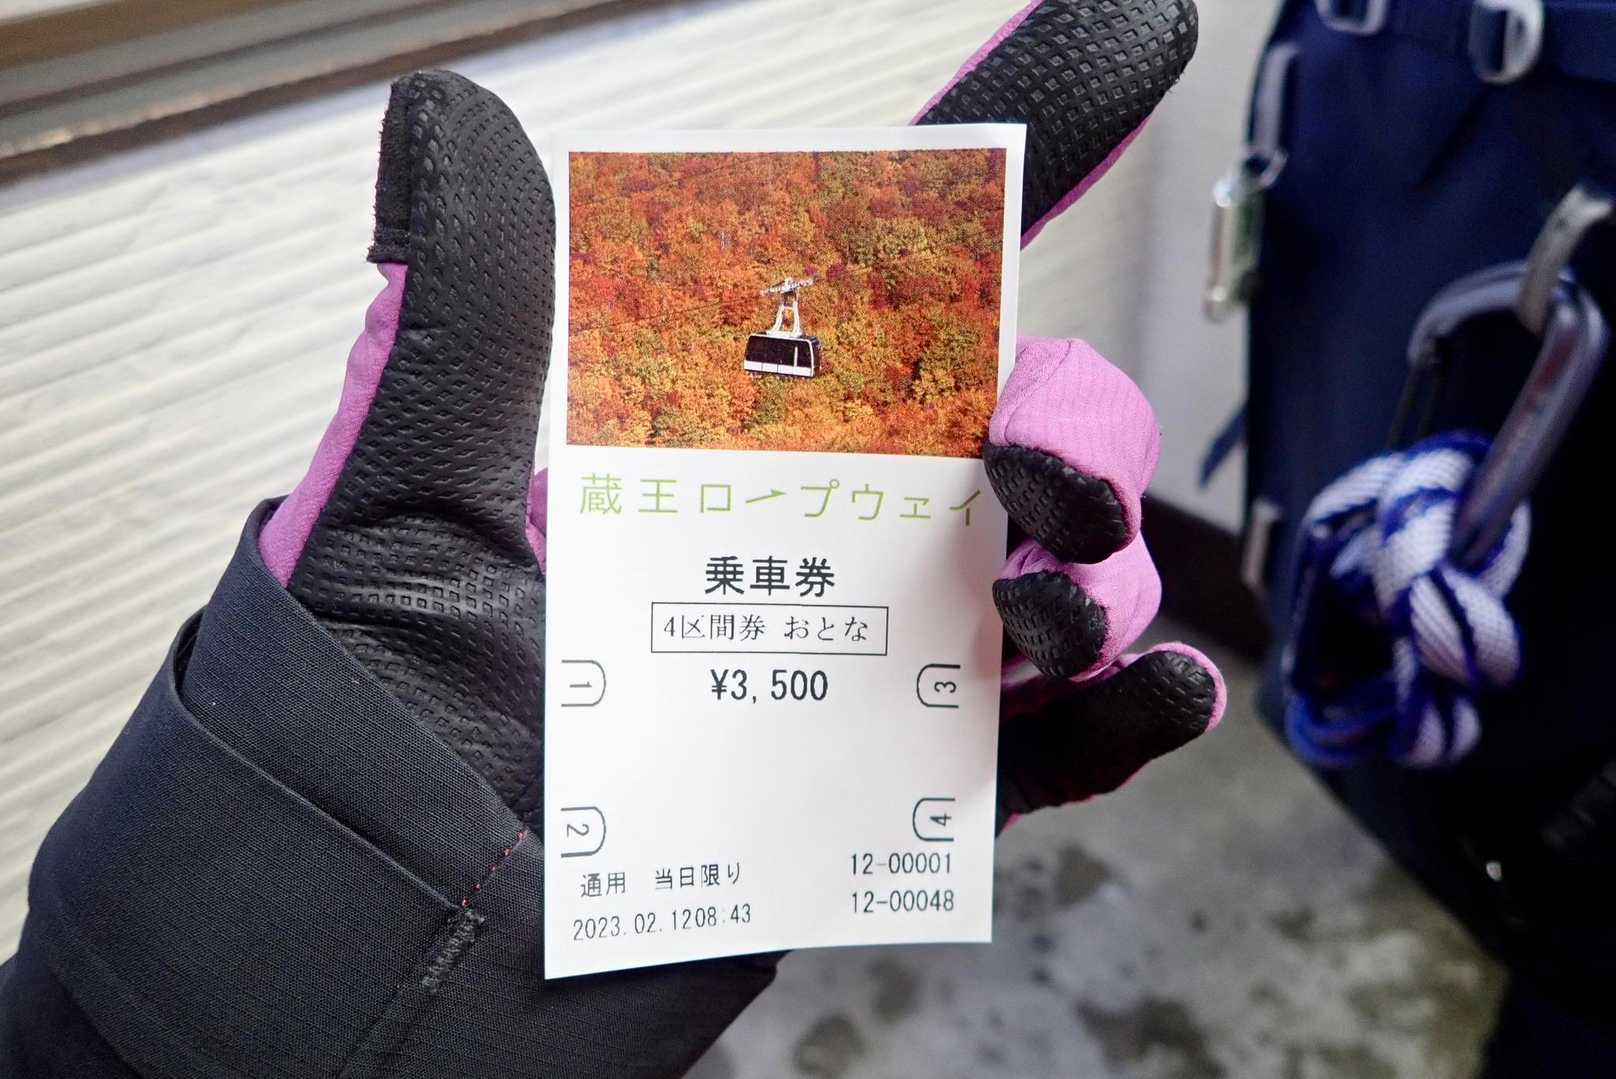 蔵王ロープウェイ
乗車券
4区間券 おとな
¥3,500
1
3
2
4
通用 当日限り
12-00001
2023.02.1208:43
12-00048